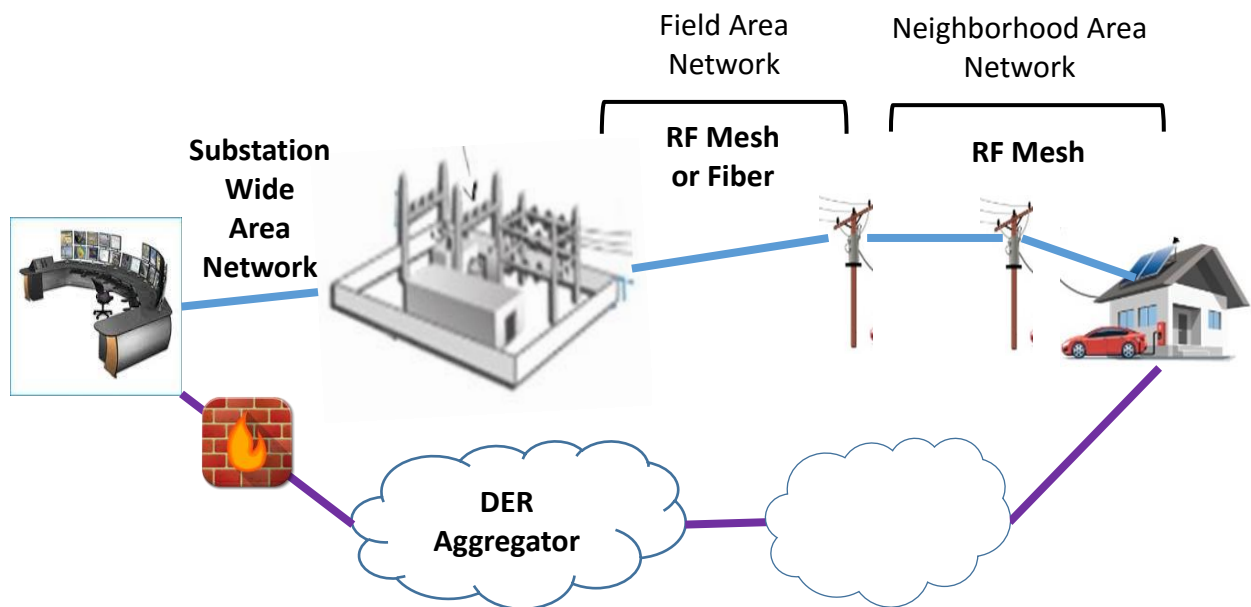 Field Area
Network
Neighborhood Area
Network
RF Mesh
or Fiber
RF Mesh
Substation
Wide
Area
Network
DER
Aggregator